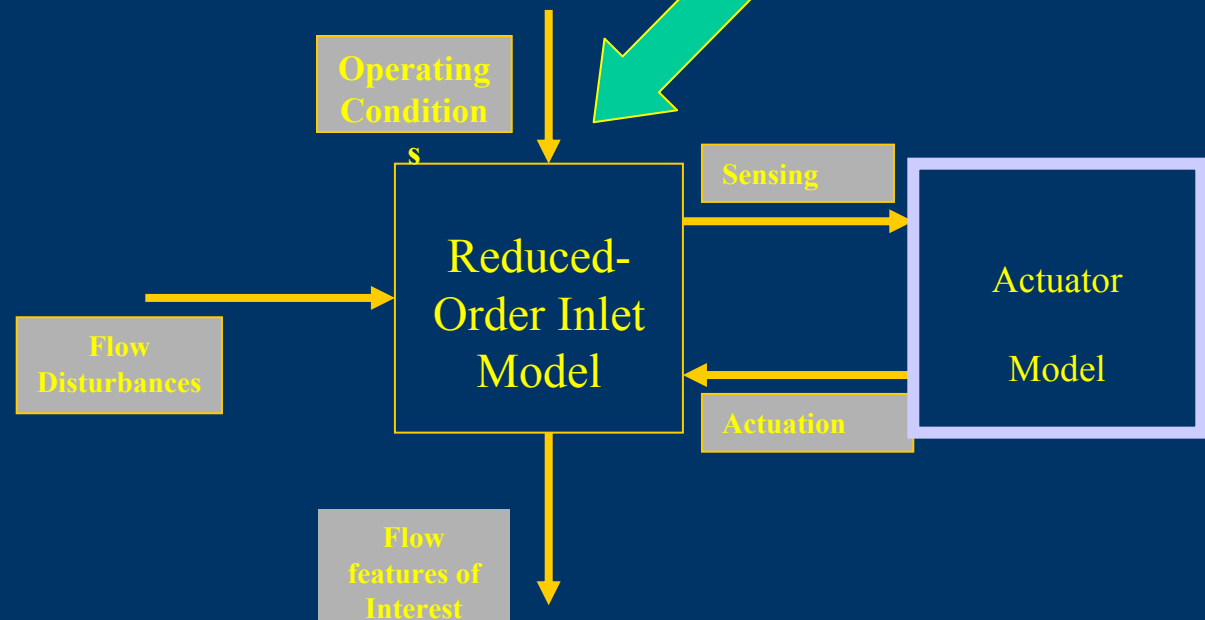 Operating
Condition
s
Sensing
Reduced-
Order Inlet
Model
Actuator
Model
Flow
Disturbances
Actuation
Flow
features of
Interest